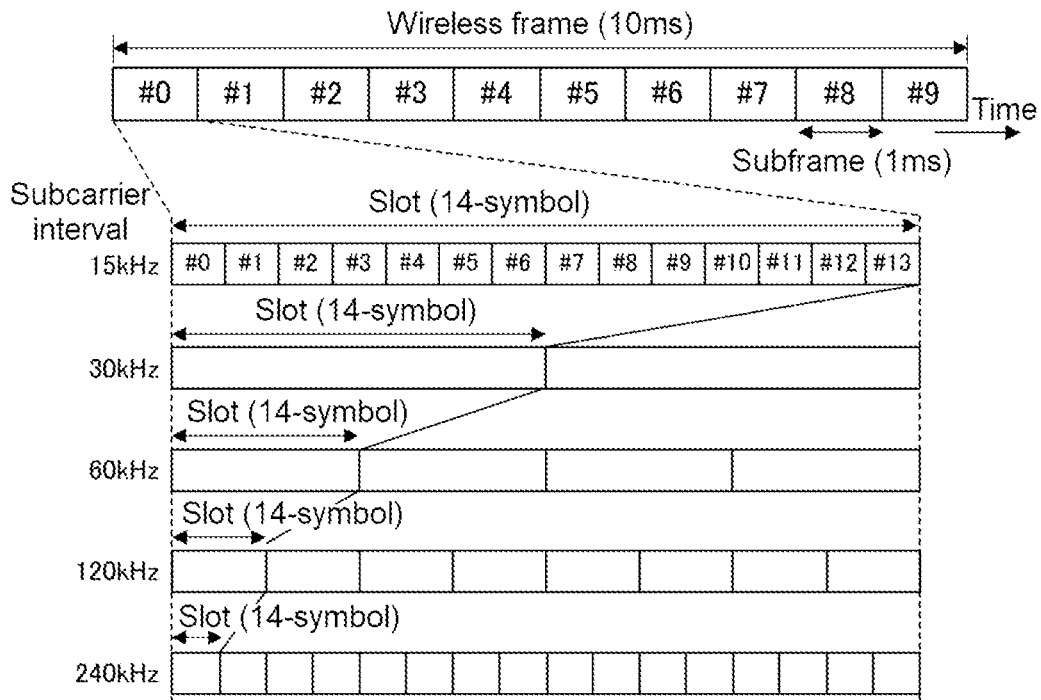 Wireless frame (10ms)
#0 #1 #2 #3 #4 #5 #6 #7 #8 #9
Time
Subframe (1ms)
Subcarrier
interval
Slot (14-symbol)
15kHz #0 #1 #2 #3 #4 #5 #6 #7 #8 #9 #10 #11 #12 #13
Slot (14-symbol)
30kHz
Slot (14-symbol)
60kHz
Slot (14-symbol)
120kHz
Slot (14-symbol)
240kHz